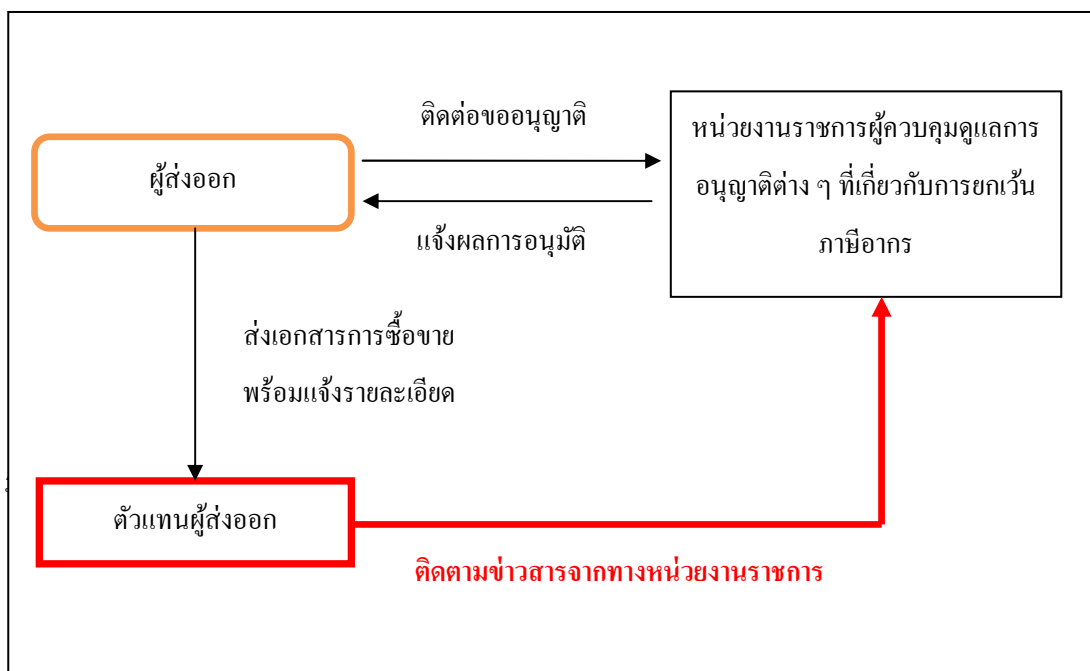 ติดต่อขออนุญาติ
ผู้ส่งออก
หน่วยงานราชการผู้ควบคุมดูแลการ
อนุญาติต่าง ๆ ที่เกี่ยวกับการยกเว้น
ภาษีอากร
แจ้งผลการอนุมัติ
ส่งเอกสารการซื้อขาย
พร้อมแจ้งรายละเอียด
ตัวแทนผู้ส่งออก
ติดตามข่าวสารจากทางหน่วยงานราชการ